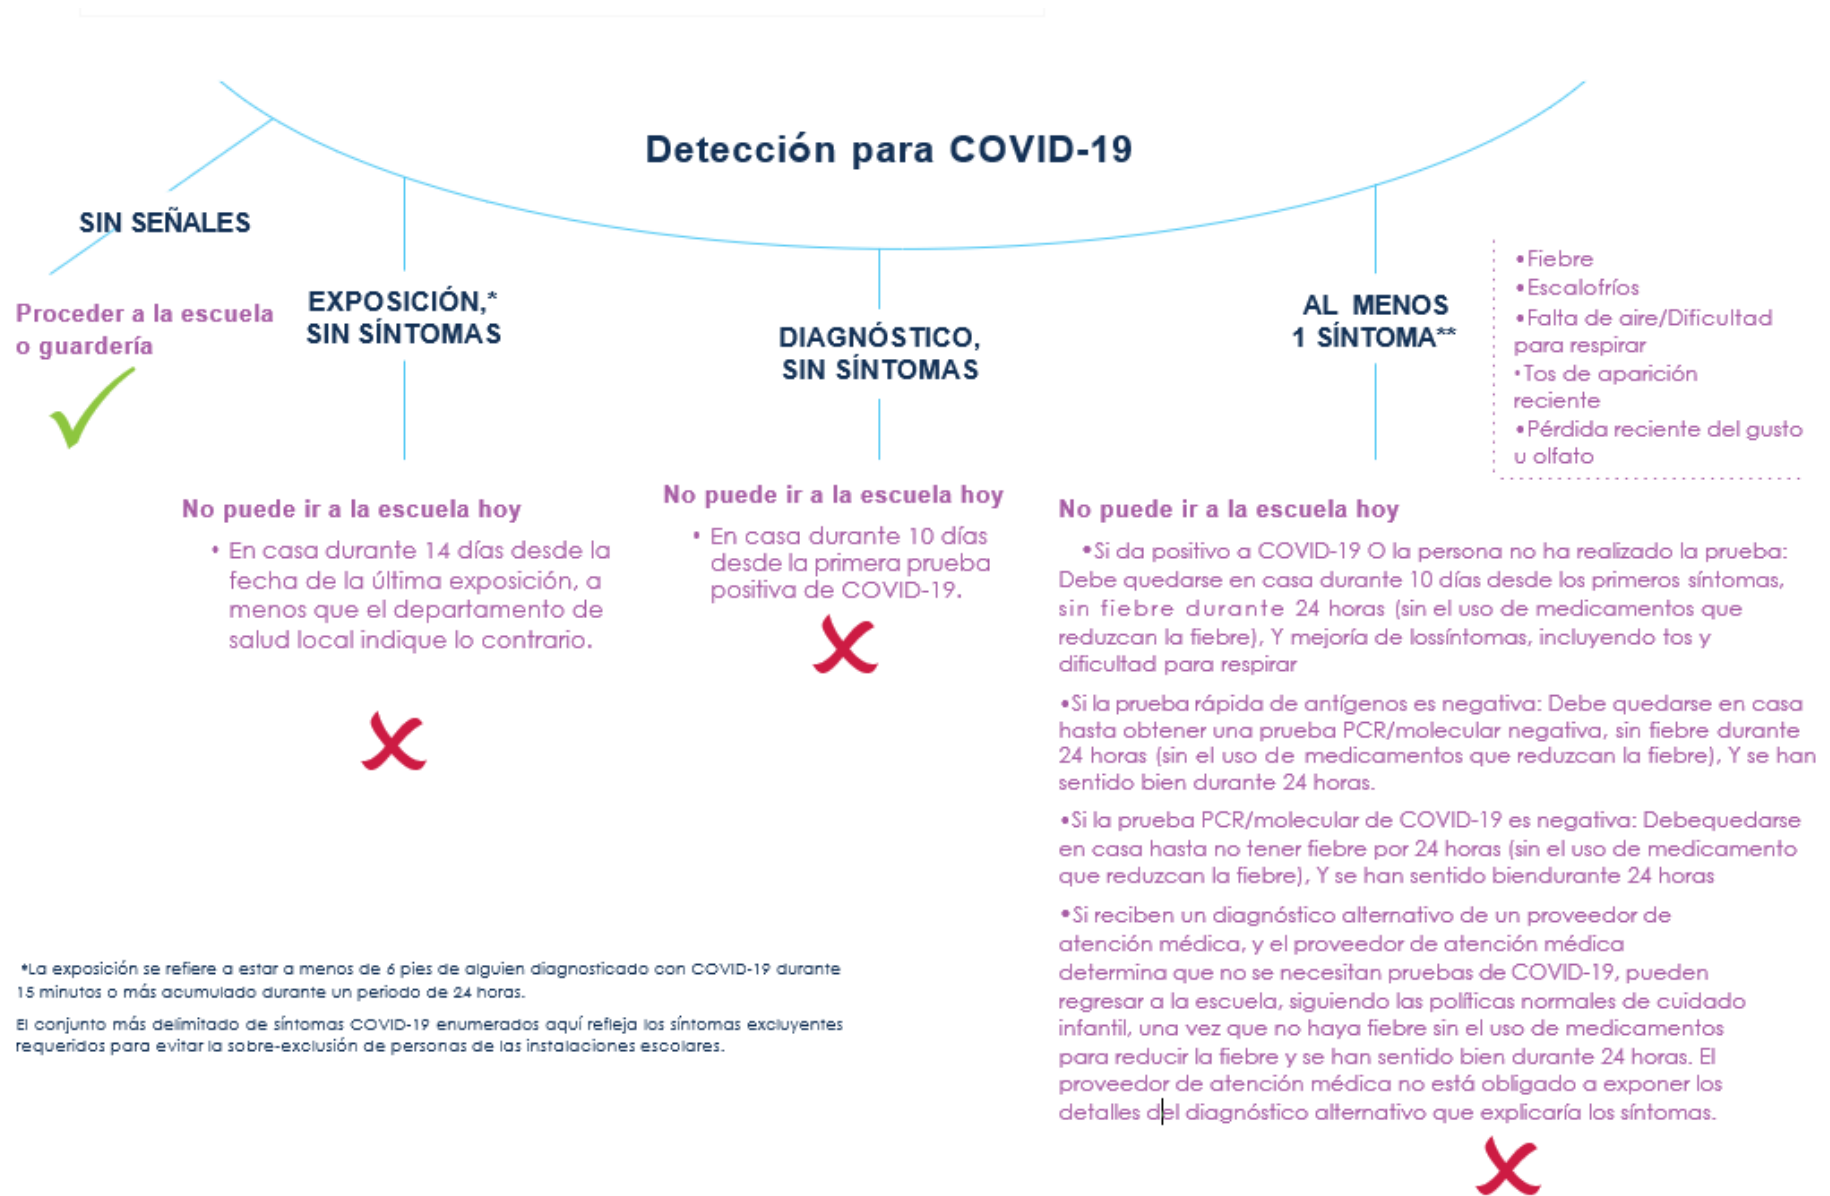 Detección para COVID-19
SIN SEÑALES
Proceder a la escuela
o guardería
EXPOSICIÓN,*
SIN SÍNTOMAS
No puede ir a la escuela hoy
• En casa durante 14 días desde la
fecha de la última exposición, a
menos que el departamento de
salud local indique lo contrario.
DIAGNÓSTICO,
SIN SÍNTOMAS
No puede ir a la escuela hoy
• En casa durante 10 días
desde la primera prueba
positiva de COVID-19.
AL MENOS
1 SÍNTOMA**
•Fiebre
•Escalofríos
•Falta de aire/Dificultad
para respirar
•Tos de aparición
reciente
•Pérdida reciente del gusto
u olfato
No puede ir a la escuela hoy
•Si da positivo a COVID-19 O la persona no ha realizado la prueba:
Debe quedarse en casa durante 10 días desde los primeros síntomas,
sin fiebre durante 24 horas (sin el uso de medicamentos que
reduzcan la fiebre), Y mejoría de lossíntomas, incluyendo tos y
dificultad para respirar
•Si la prueba rápida de antígenos es negativa: Debe quedarse en casa
hasta obtener una prueba PCR/molecular negativa, sin fiebre durante
24 horas (sin el uso de medicamentos que reduzcan la fiebre), Y se han
sentido bien durante 24 horas.
•Si la prueba PCR/molecular de COVID-19 es negativa: Debequedarse
en casa hasta no tener fiebre por 24 horas (sin el uso de medicamento
que reduzcan la fiebre), Y se han sentido biendurante 24 horas
•Si reciben un diagnóstico alternativo de un proveedor de
atención médica, y el proveedor de atención médica
determina que no se necesitan pruebas de COVID-19, pueden
regresar a la escuela, siguiendo las políticas normales de cuidado
infantil, una vez que no haya fiebre sin el uso de medicamentos
para reducir la fiebre y se han sentido bien durante 24 horas. El
proveedor de atención médica no está obligado a exponer los
detalles del diagnóstico alternativo que explicaría los síntomas.
*La exposición se refiere a estar a menos de 6 pies de alguien diagnosticado con COVID-19 durante
15 minutos o más acumulado durante un periodo de 24 horas.
El conjunto más delimitado de síntomas COVID-19 enumerados aquí refleja los síntomas excluyentes
requeridos para evitar la sobre-exclusión de personas de las instalaciones escolares.